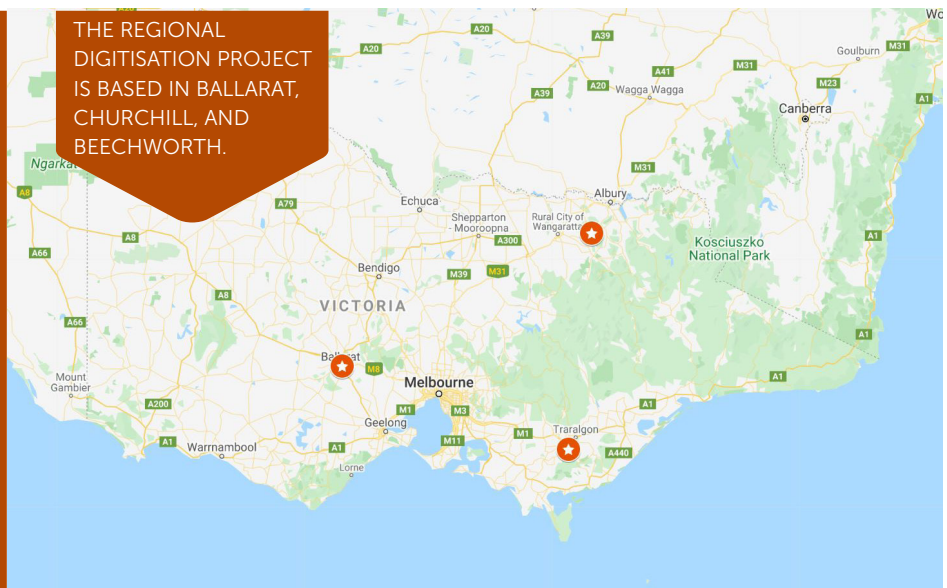 THE REGIONAL
DIGITISATION PROJECT
IS BASED IN BALLARAT,
CHURCHILL, AND
BEECHWORTH.
A20
A20
A39
Goulburn
M31
A41
M31
M23
A39
A20
Wagga Wagga
A1
Canberra
M31
A8
A79
Echuca
Albury
Shepparton
- Mooroopna
Rural City of
Wangaratta
A300
A8
A66
A1
Kosciuszko
National Park
Bendigo
M39
M31
A8
VICTORIA
A66
A1
M8
Mount
Gambier
Melbourne
A1
A200
M1
M3
A1
Geelong
A1
Warrnambool
A1
M11
M1
Traralgon
A440
Lorne